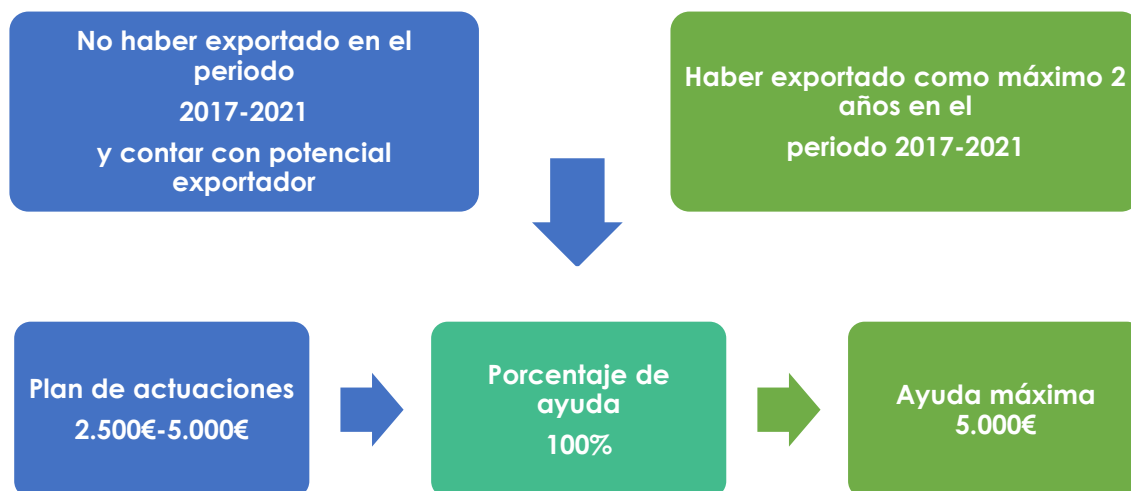 No haber exportado en el
periodo
2017-2021
y contar con potencial
exportador
Haber exportado como máximo 2
años en el
periodo 2017-2021
Plan de actuaciones
2.500€-5.000€
Porcentaje de
ayuda
100%
Ayuda máxima
5.000€